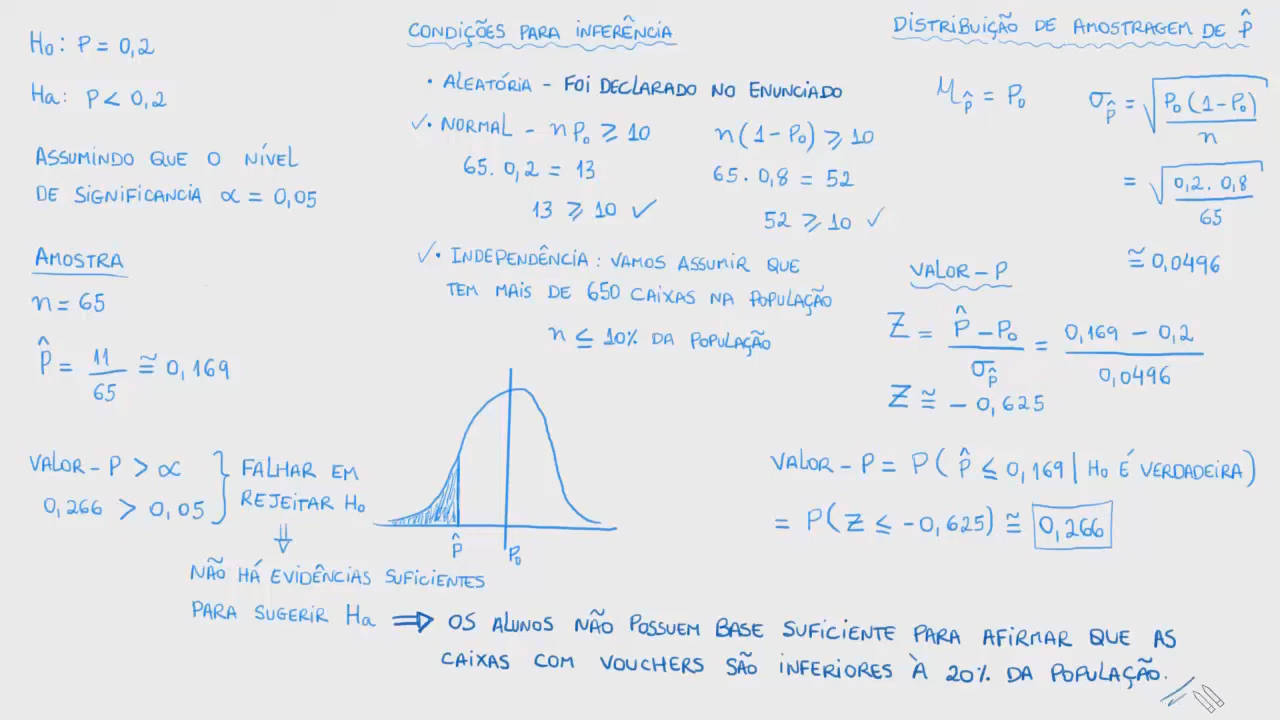 H₀: P = 0,2
Ha: P < 0,2
ASSUMINDO QUE O NÍVEL
DE SIGNIFICANCIA α = 0,05
AMOSTRA
n = 65
p̂ = 11/65 ≅ 0,169
VALOR-P > α
0,266 > 0,05
FALHAR EM
REJEITAR H₀
⇓
NÃO HÁ EVIDÊNCIAS SUFICIENTES
PARA SUGERIR Ha ⇒ OS ALUNOS NÃO POSSUEM BASE SUFICIENTE PARA AFIRMAR QUE AS
CAIXAS COM VOUCHERS SÃO INFERIORES À 20% DA POPULAÇÃO.
CONDIÇÕES PARA INFERÊNCIA
• ALEATÓRIA - FOI DECLARADO NO ENUNCIADO
✓• NORMAL - nP₀ ≥ 10 n(1-P₀) ≥ 10
65.0,2 = 13 65.0,8 = 52
13 ≥ 10 ✓ 52 ≥ 10 ✓
✓• INDEPENDÊNCIA: VAMOS ASSUMIR QUE
TEM MAIS DE 650 CAIXAS NA POPULAÇÃO
n ≤ 10% DA POPULAÇÃO
p̂ P₀
DISTRIBUIÇÃO DE AMOSTRAGEM DE p̂
μp̂ = P₀ σp̂ = √(P₀(1-P₀)/n)
= √(0,2.0,8/65)
≅ 0,0496
VALOR-P
Z = (p̂ - P₀)/σp̂ = (0,169 - 0,2)/0,0496
Z ≅ -0,625
VALOR-P = P(p̂ ≤ 0,169 | H₀ É VERDADEIRA)
= P(Z ≤ -0,625) ≅ 0,266